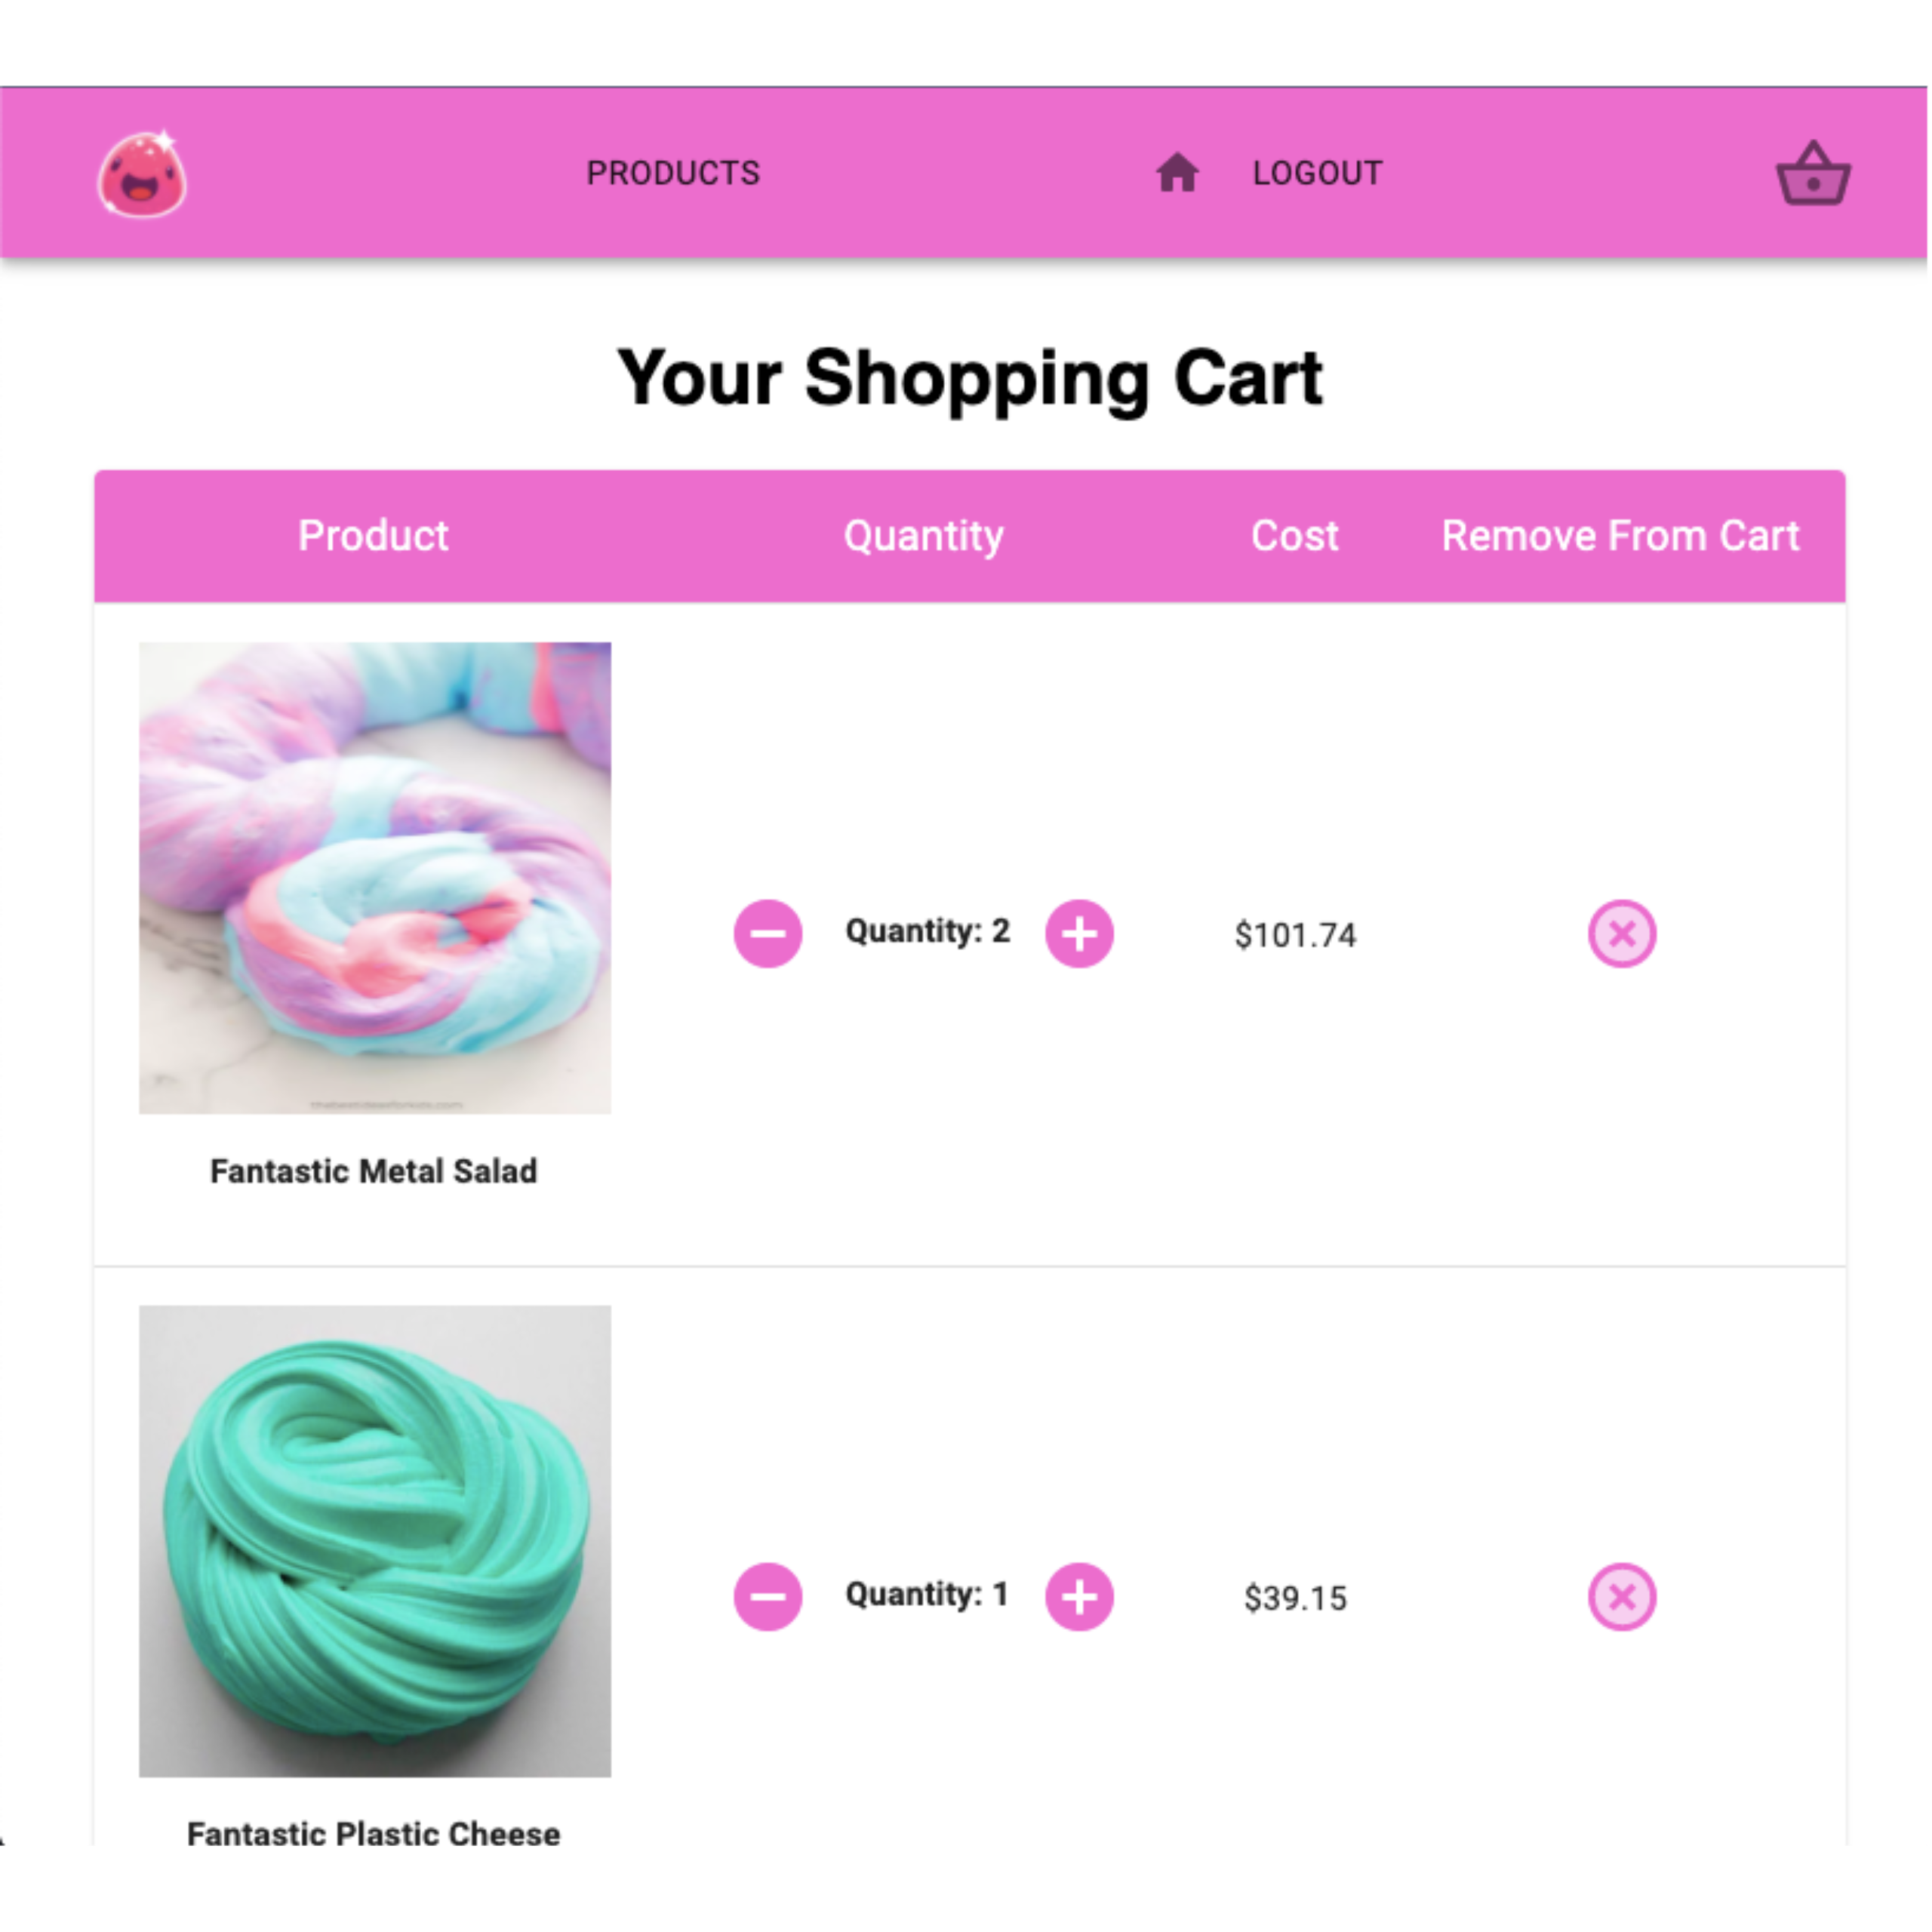 PRODUCTS LOGOUT
Your Shopping Cart
Product Quantity Cost Remove From Cart
Quantity: 2 $101.74
Fantastic Metal Salad
Quantity: 1 $39.15
Fantastic Plastic Cheese